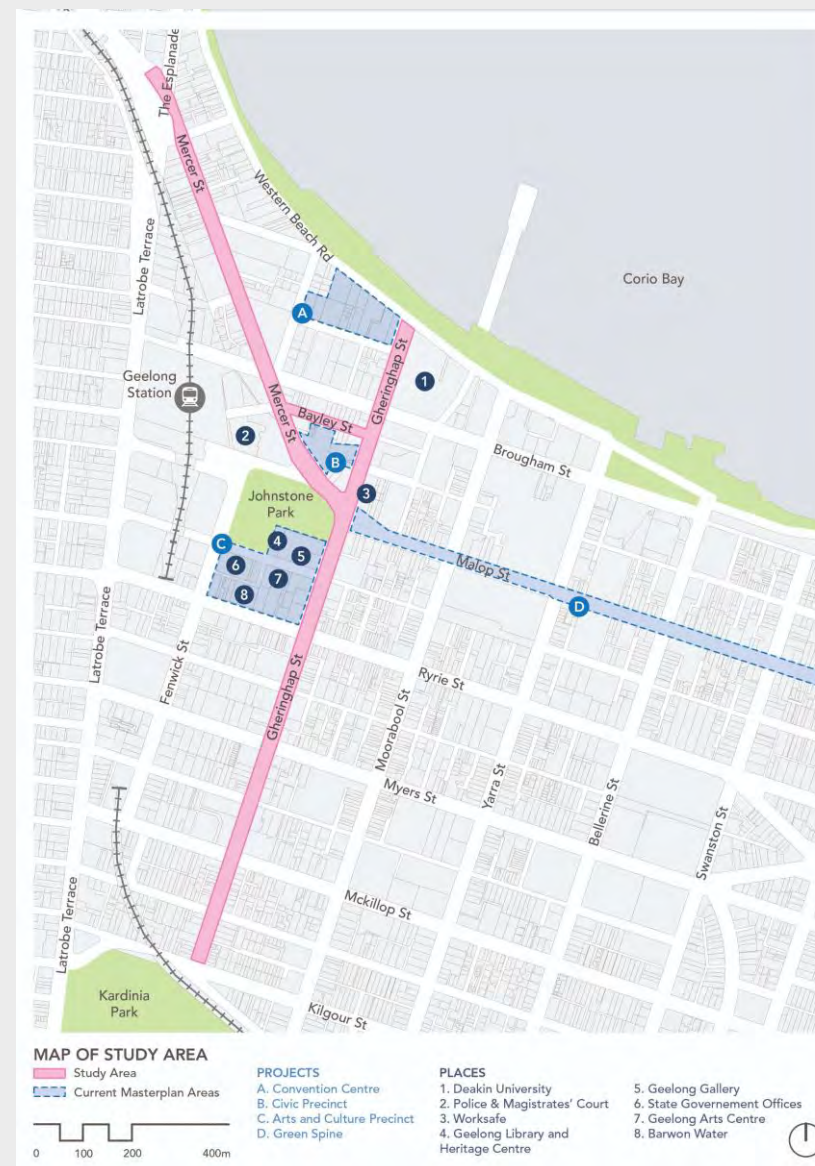 The Esplanade
Mercer St
Western Beach Rd
Latrobe Terrace
Corio Bay
A
Geelong
Station
Gheringhap St
1
Mercer St
Bayley St
2
B
Brougham St
Johnstone
Park
3
C
4
5
6
7
8
Malop St
D
Latrobe Terrace
Fenwick St
Gheringhap St
Ryrie St
Moorabool St
Myers St
Yarra St
Bellerine St
Swanston St
Mckillop St
Latrobe Terrace
Kardinia
Park
Kilgour St
MAP OF STUDY AREA
Study Area
Current Masterplan Areas
0 100 200 400m
PROJECTS
A. Convention Centre
B. Civic Precinct
C. Arts and Culture Precinct
D. Green Spine
PLACES
1. Deakin University
2. Police & Magistrates' Court
3. Worksafe
4. Geelong Library and
Heritage Centre
5. Geelong Gallery
6. State Governement Offices
7. Geelong Arts Centre
8. Barwon Water